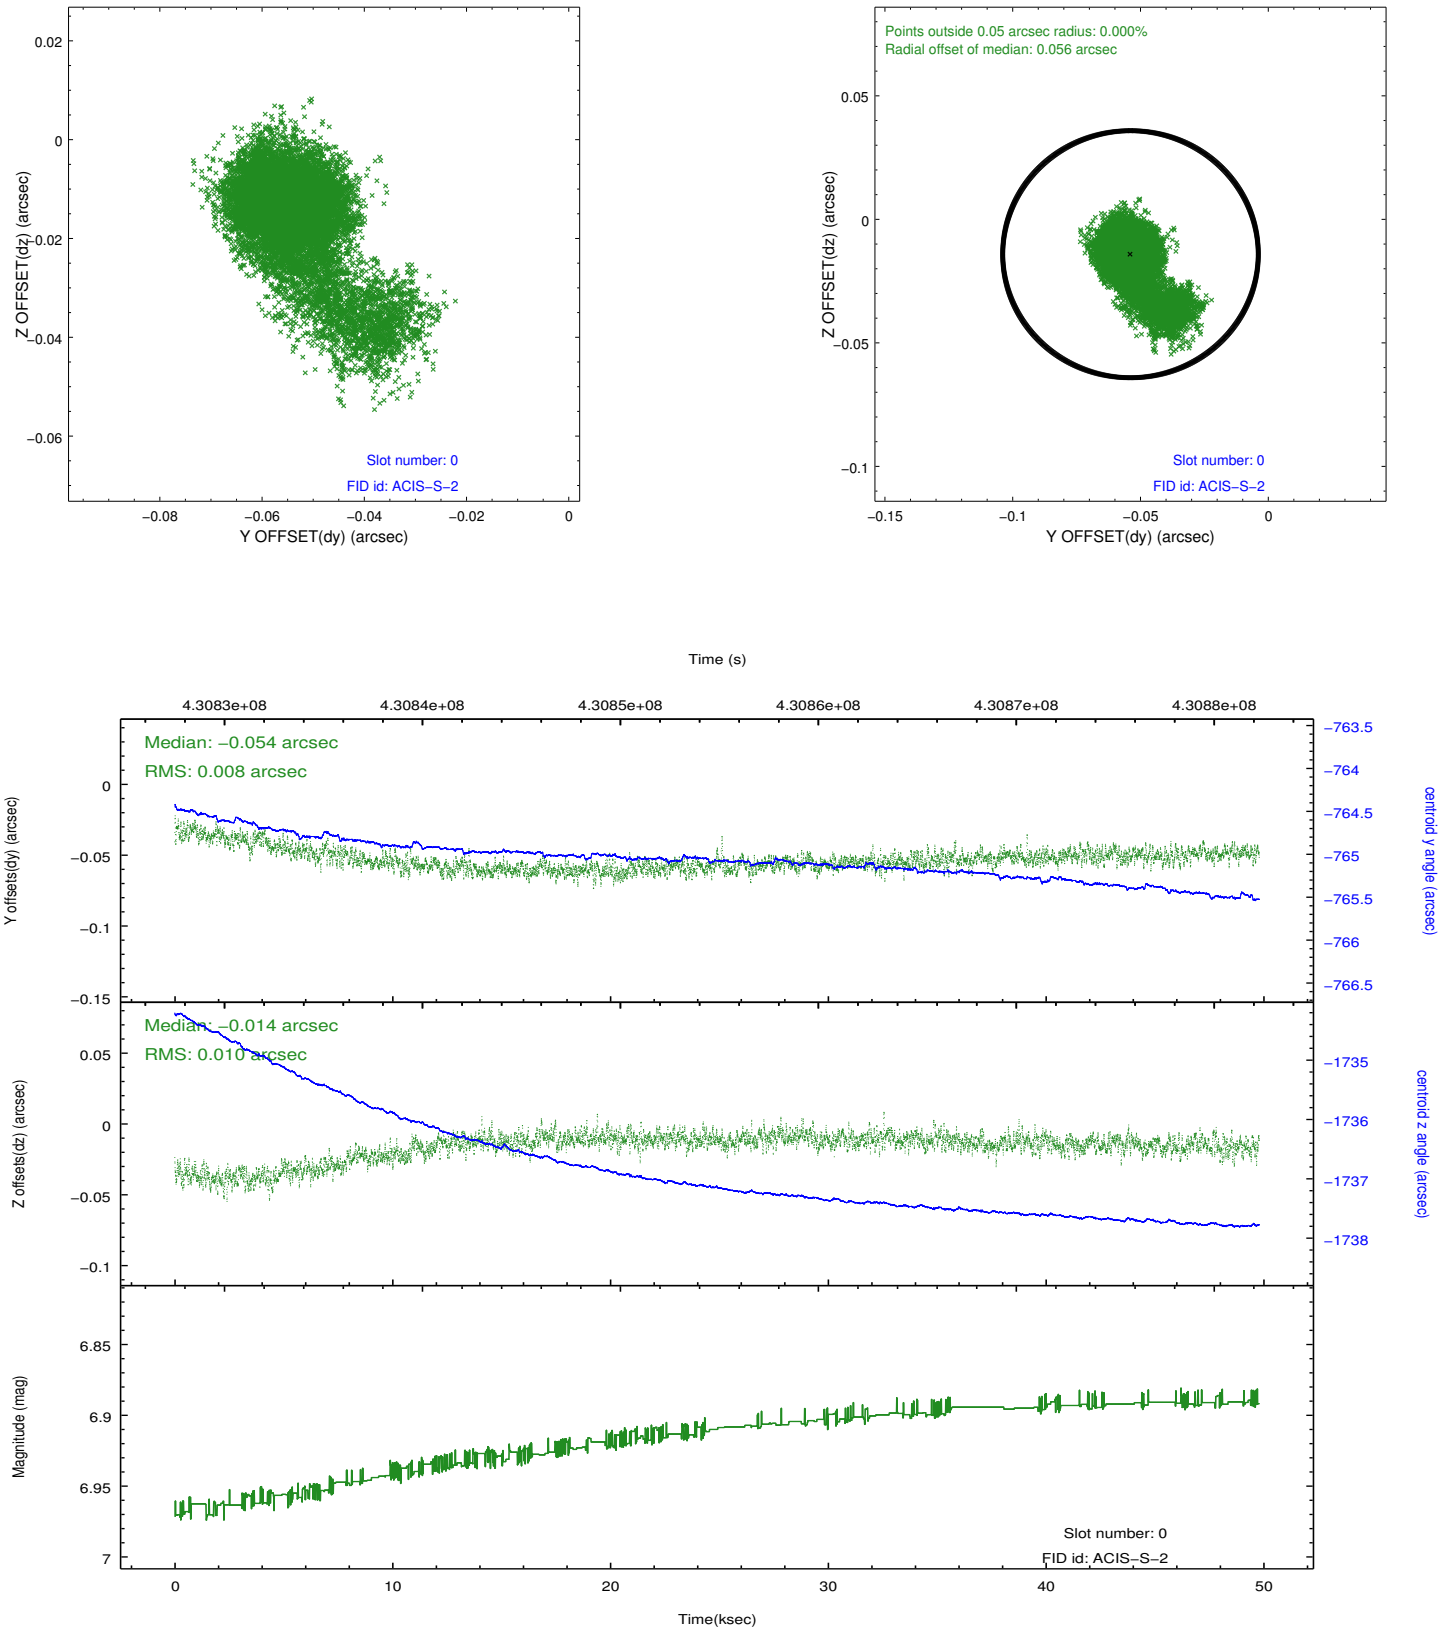 0.02
0
−0.02
−0.04
−0.06
Z OFFSET(dz) (arcsec)
Slot number: 0
FID id: ACIS−S−2
−0.08 −0.06 −0.04 −0.02 0
Y OFFSET(dy) (arcsec)
Points outside 0.05 arcsec radius: 0.000%
Radial offset of median: 0.056 arcsec
0.05
0
−0.05
−0.1
Z OFFSET(dz) (arcsec)
Slot number: 0
FID id: ACIS−S−2
−0.15 −0.1 −0.05 0
Y OFFSET(dy) (arcsec)
Time (s)
4.3083e+08 4.3084e+08 4.3085e+08 4.3086e+08 4.3087e+08 4.3088e+08
Median: −0.054 arcsec
RMS: 0.008 arcsec
0
−0.05
−0.1
−0.15
Y offsets(dy) (arcsec)
−763.5
−764
−764.5
−765
−765.5
−766
−766.5
centroid y angle (arcsec)
Median: −0.014 arcsec
RMS: 0.010 arcsec
0.05
0
−0.05
−0.1
Z offsets(dz) (arcsec)
−1735
−1736
−1737
−1738
centroid z angle (arcsec)
6.85
6.9
6.95
7
Magnitude (mag)
Slot number: 0
FID id: ACIS−S−2
0 10 20 30 40 50
Time(ksec)